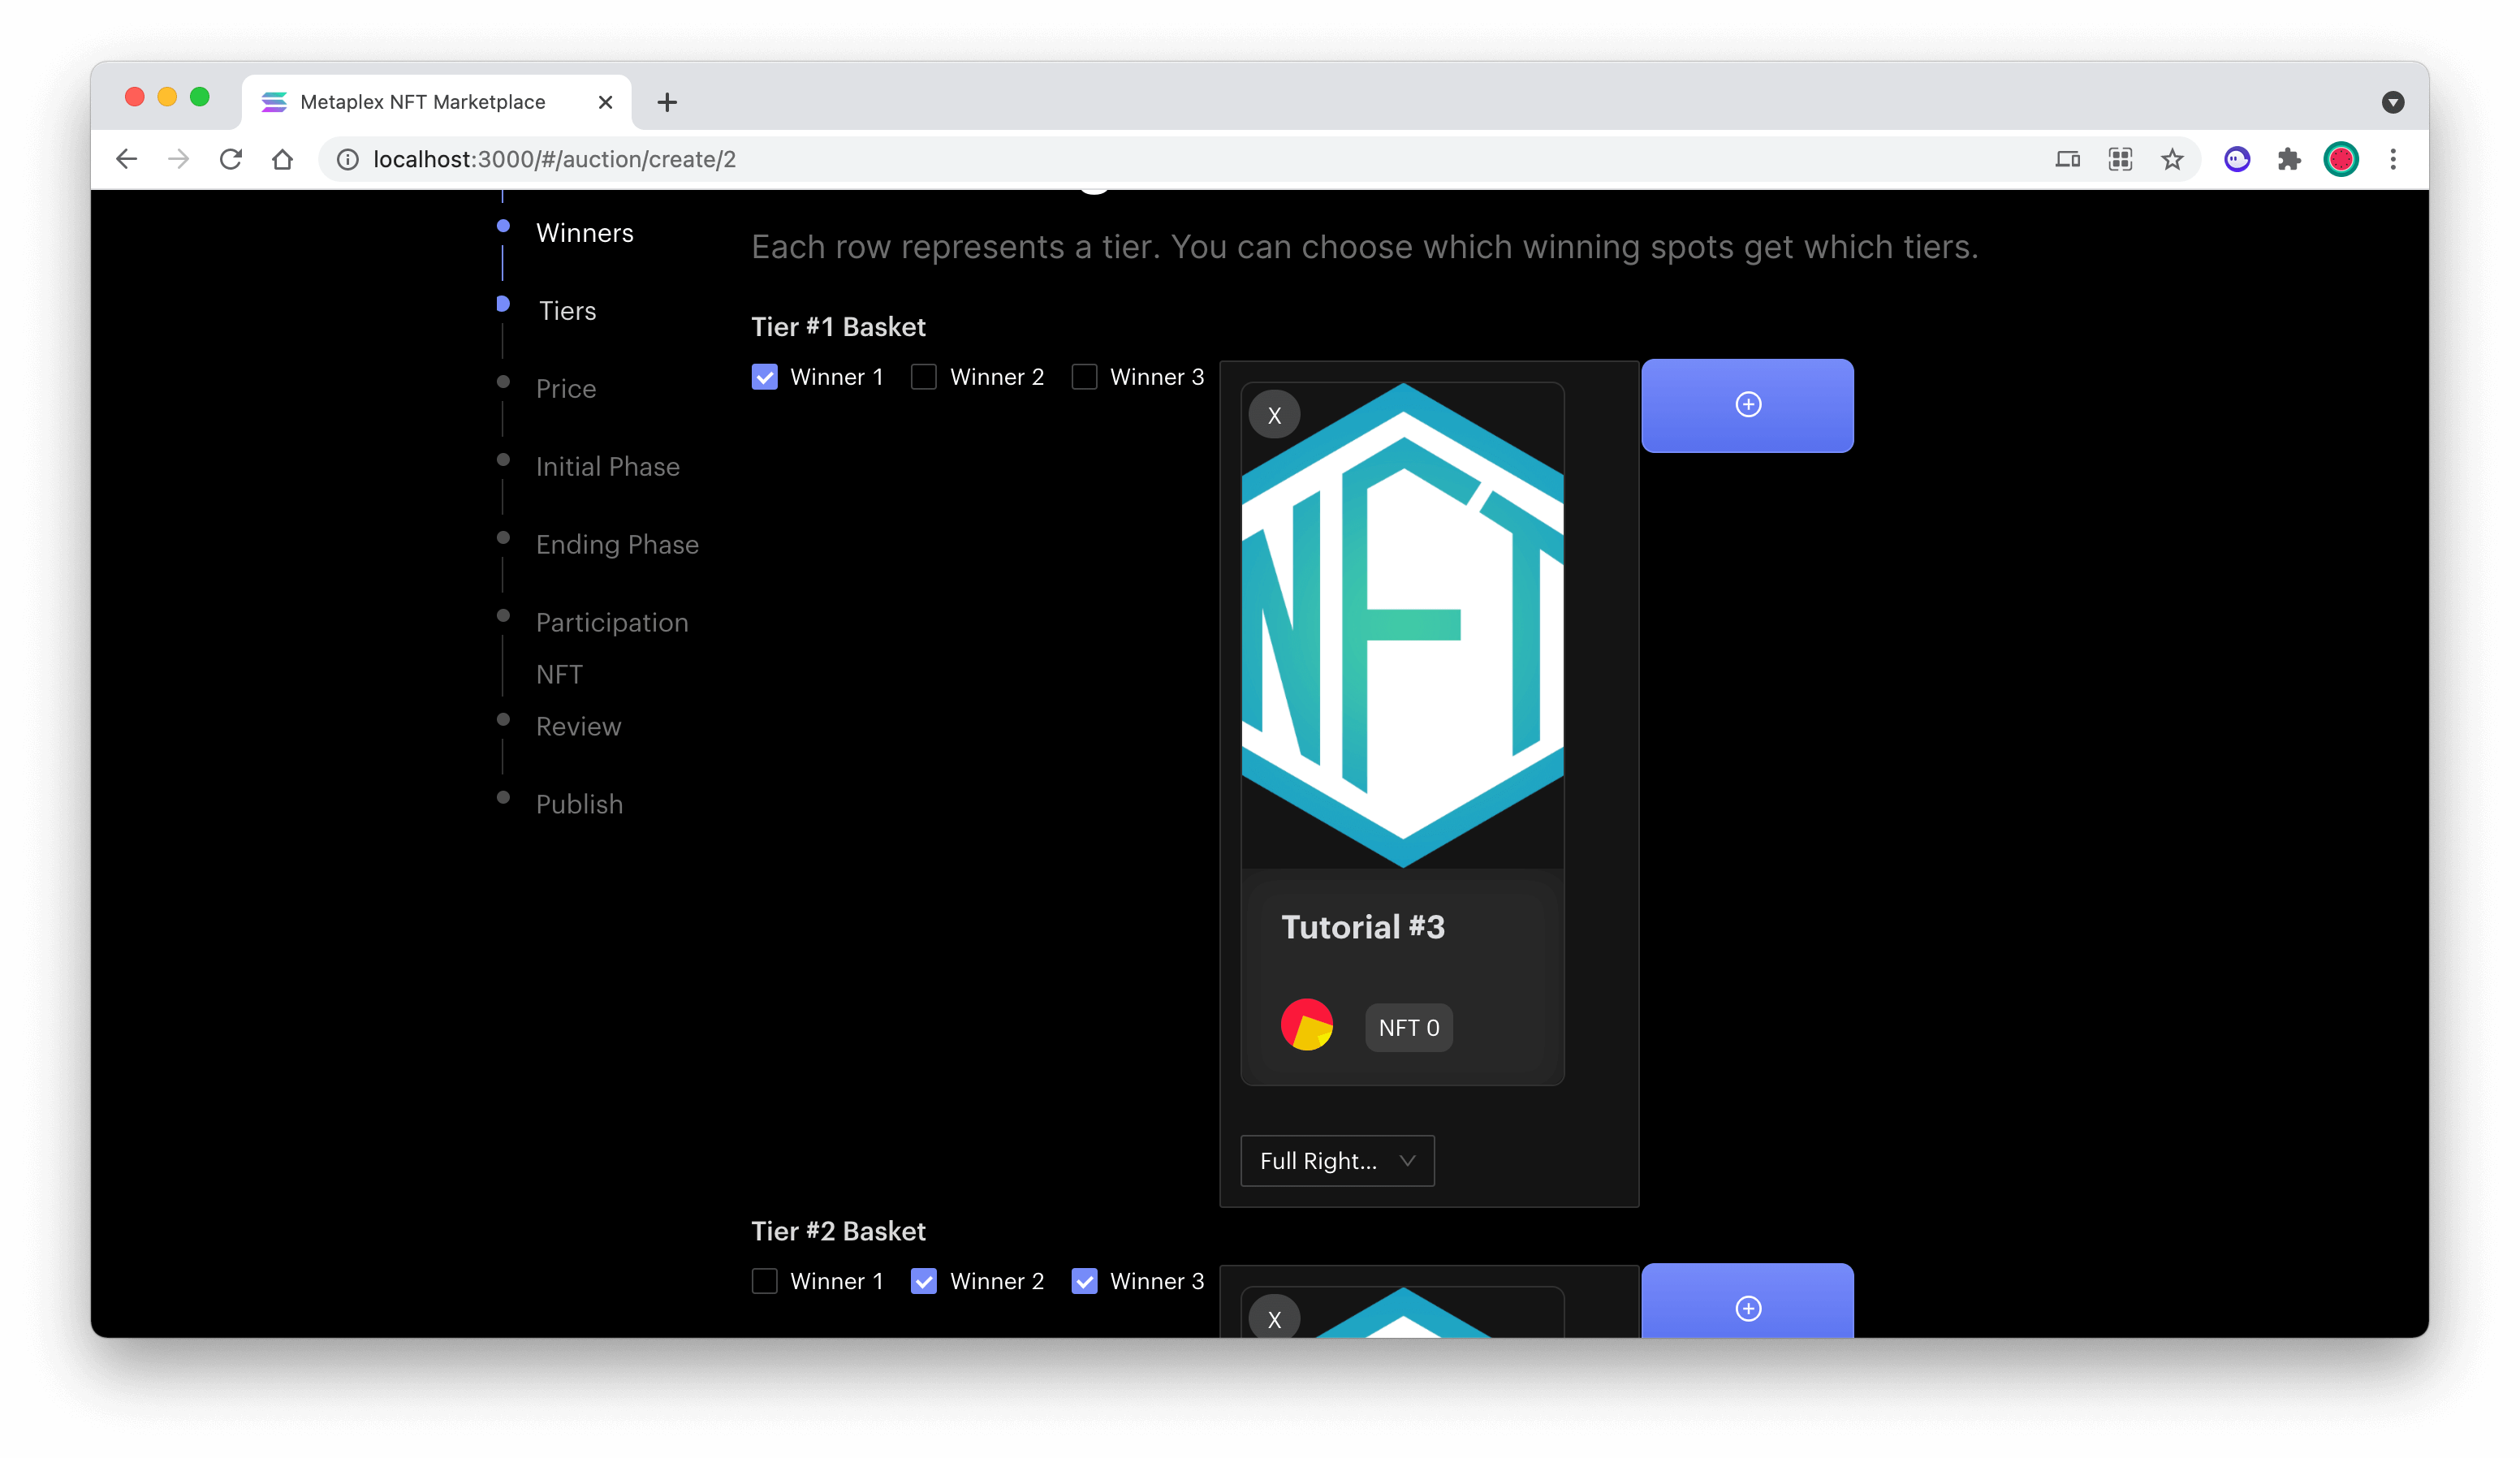 Metaplex NFT Marketplace
localhost:3000/#/auction/create/2
Winners
Tiers
Price
Initial Phase
Ending Phase
Participation
NFT
Review
Publish
Each row represents a tier. You can choose which winning spots get which tiers.
Tier #1 Basket
Winner 1 Winner 2 Winner 3
X
NFT
Tutorial #3
NFT 0
Full Right...
Tier #2 Basket
Winner 1 Winner 2 Winner 3
X